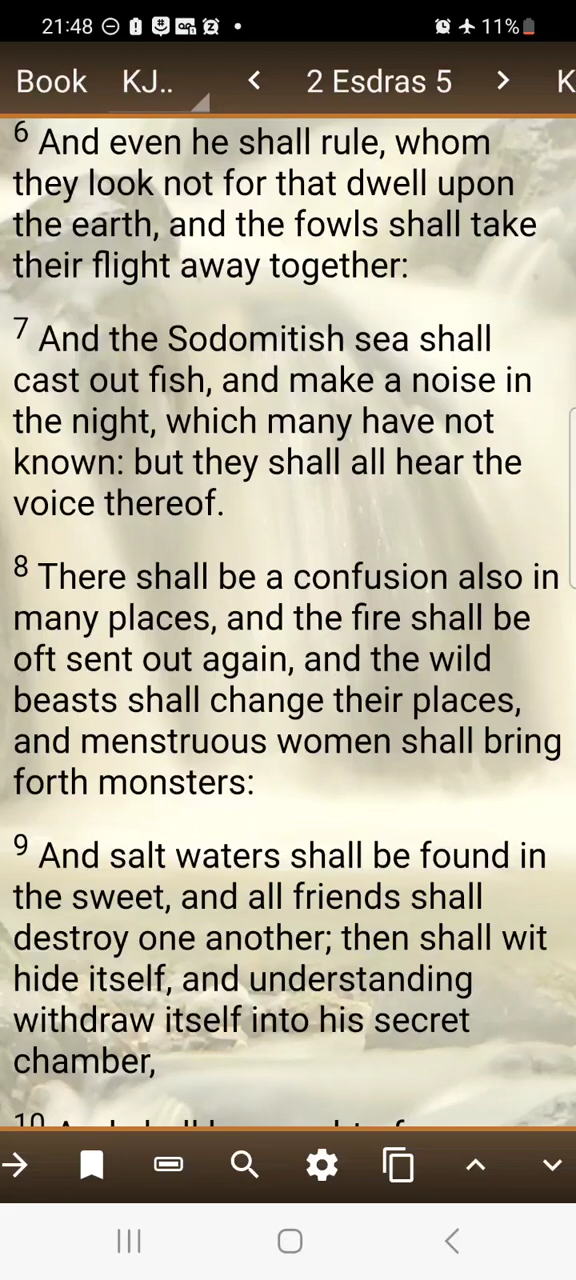 21:48 11%
Book KJ.. < 2 Esdras 5 > K
6 And even he shall rule, whom
they look not for that dwell upon
the earth, and the fowls shall take
their flight away together:
7 And the Sodomitish sea shall
cast out fish, and make a noise in
the night, which many have not
known: but they shall all hear the
voice thereof.
8 There shall be a confusion also in
many places, and the fire shall be
oft sent out again, and the wild
beasts shall change their places,
and menstruous women shall bring
forth monsters:
9 And salt waters shall be found in
the sweet, and all friends shall
destroy one another; then shall wit
hide itself, and understanding
withdraw itself into his secret
chamber,
10